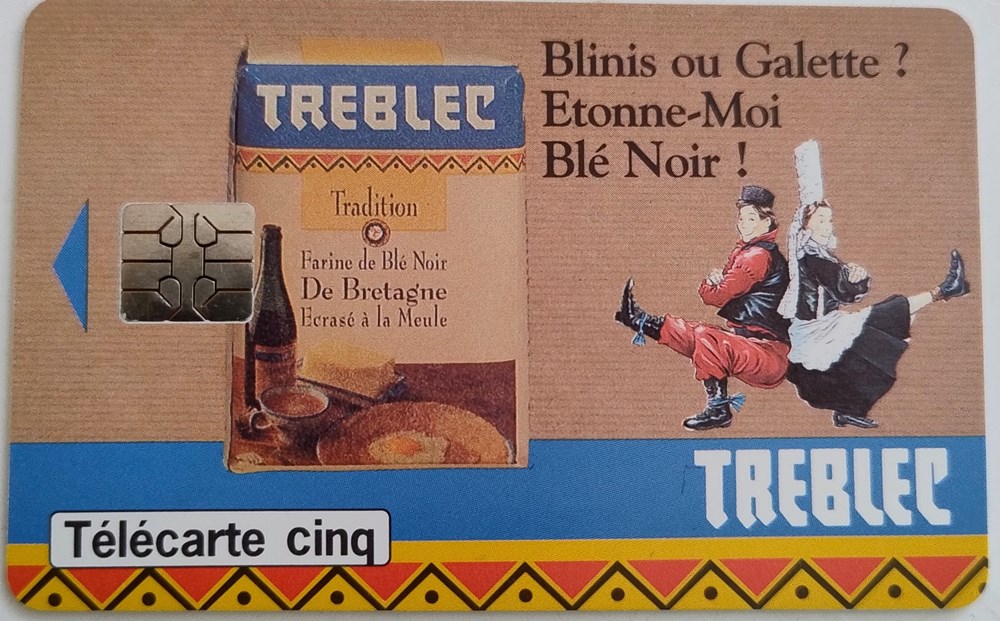 Blinis ou Galette ?
Etonne-Moi
Blé Noir !
TREBLEC
Tradition
Farine de Blé Noir
De Bretagne
Ecrasé à la Meule
TREBLEC
Télécarte cinq